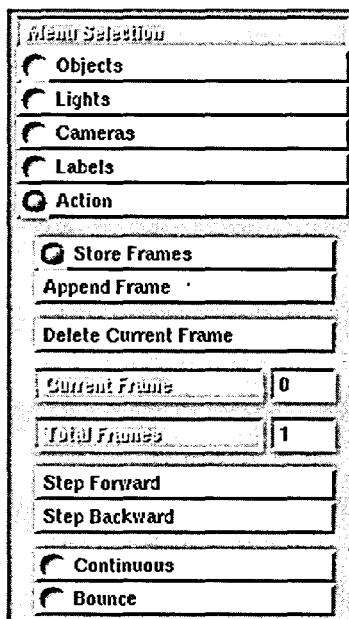 Menu Selection
Objects
Lights
Cameras
Labels
Action
Store Frames
Append Frame
Delete Current Frame
Current Frame 0
Total Frames 1
Step Forward
Step Backward
Continuous
Bounce